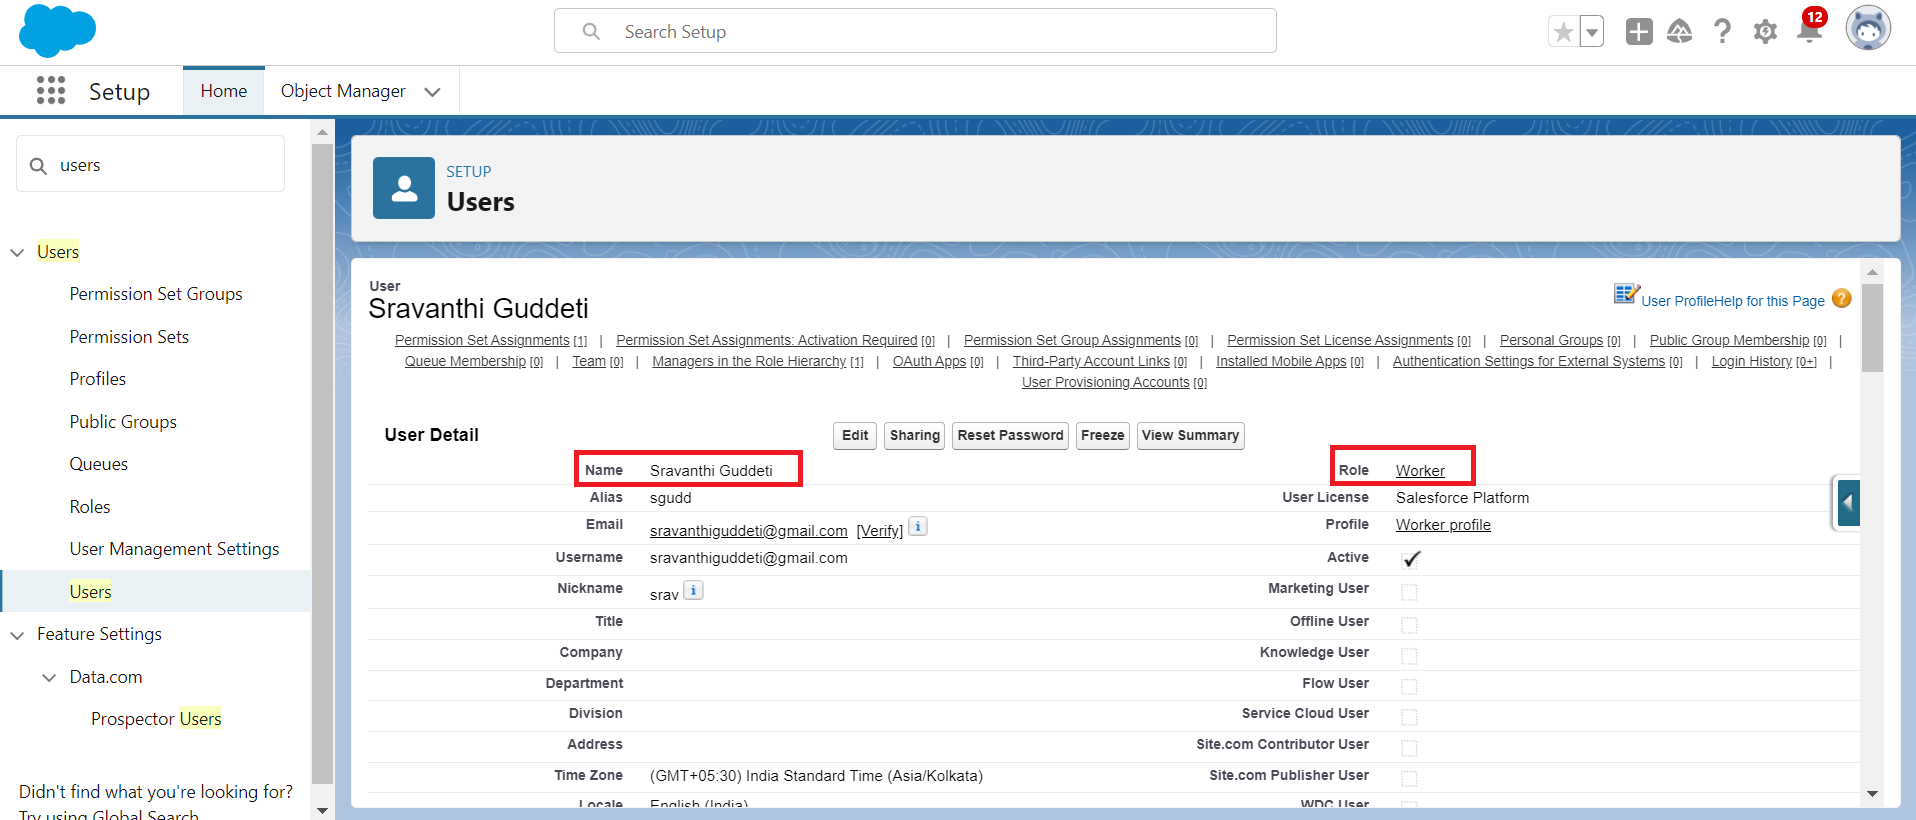 Search Setup
12
Setup
Home
Object Manager
users
Users
Permission Set Groups
Permission Sets
Profiles
Public Groups
Queues
Roles
User Management Settings
Users
Feature Settings
Data.com
Prospector Users
Didn't find what you're looking for?
Try using Global Search
SETUP
Users
User
Sravanthi Guddeti
User ProfileHelp for this Page ?
Permission Set Assignments [1] | Permission Set Assignments: Activation Required [0] | Permission Set Group Assignments [0] | Permission Set License Assignments [0] | Personal Groups [0] | Public Group Membership [0] |
Queue Membership [0] | Team [0] | Managers in the Role Hierarchy [1] | OAuth Apps [0] | Third-Party Account Links [0] | Installed Mobile Apps [0] | Authentication Settings for External Systems [0] | Login History [0+] |
User Provisioning Accounts [0]
User Detail
Edit Sharing Reset Password Freeze View Summary
Name Sravanthi Guddeti Role Worker
Alias sgudd User License Salesforce Platform
Email sravanthiguddeti@gmail.com [Verify] i Profile Worker profile
Username sravanthiguddeti@gmail.com Active
Nickname srav i Marketing User
Title Offline User
Company Knowledge User
Department Flow User
Division Service Cloud User
Address Site.com Contributor User
Time Zone (GMT+05:30) India Standard Time (Asia/Kolkata) Site.com Publisher User
Locale English (India) WDC User